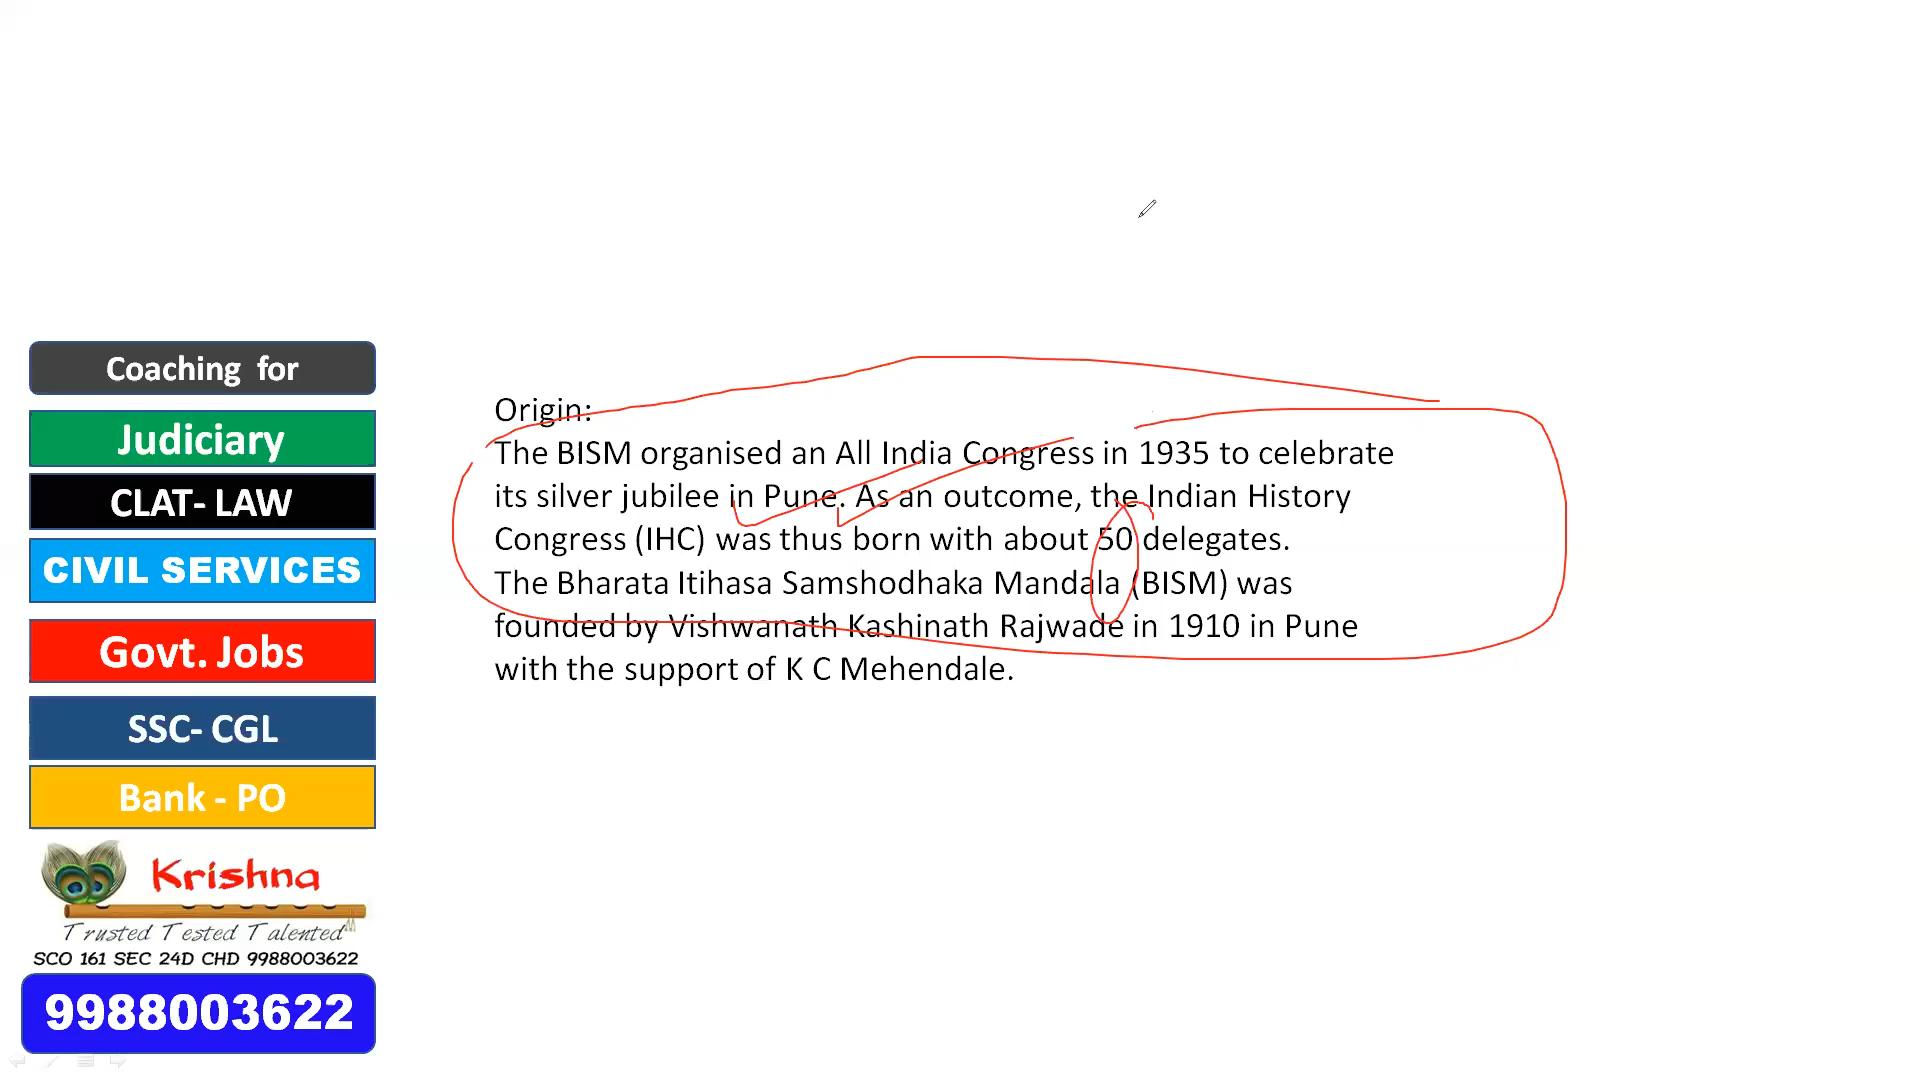 Coaching for
Judiciary
CLAT- LAW
CIVIL SERVICES
Govt. Jobs
SSC- CGL
Bank - PO
Krishna
Trusted Tested Talented
SCO 161 SEC 24D CHD 9988003622
9988003622
Origin:
The BISM organised an All India Congress in 1935 to celebrate
its silver jubilee in Pune. As an outcome, the Indian History
Congress (IHC) was thus born with about 50 delegates.
The Bharata Itihasa Samshodhaka Mandala (BISM) was
founded by Vishwanath Kashinath Rajwade in 1910 in Pune
with the support of K C Mehendale.